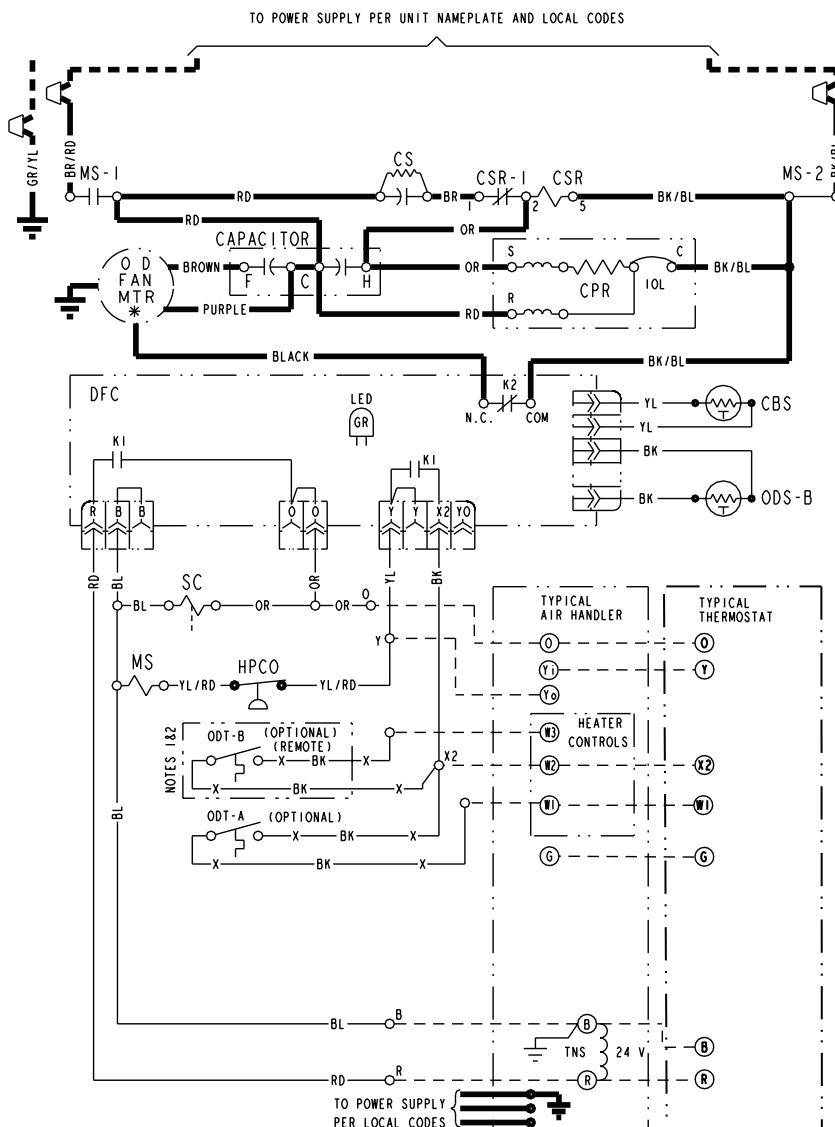 TO POWER SUPPLY PER UNIT NAMEPLATE AND LOCAL CODES
GR/YL
BR/RD
BK/BL
MS-1
RD
CS
BR
1
CSR-1
2
CSR
5
BK/BL
MS-2
RD
OR
CAPACITOR
O D
FAN
MTR
*
BROWN
F
C
H
OR
S
CPR
IOL
C
BK/BL
PURPLE
RD
R
BLACK
BK/BL
DFC
LED
GR
K2
N.C.
COM
YL
CBS
YL
BK
BK
ODS-B
K1
K1
R
B
B
O
O
Y
Y
X2
YO
RD
BL
OR
YL
BK
BL
SC
OR
OR
O
TYPICAL
AIR HANDLER
TYPICAL
THERMOSTAT
Y
O
O
MS
YL/RD
HPCO
YL/RD
Yi
Y
Yo
NOTES 1&2
ODT-B
(OPTIONAL)
(REMOTE)
X
BK
X
W3
HEATER
CONTROLS
X2
W2
X2
X
BK
X
BL
ODT-A
(OPTIONAL)
W1
W1
X
BK
X
X
BK
X
G
G
BL
B
B
TNS
24 V
B
RD
R
R
R
TO POWER SUPPLY
PER LOCAL CODES